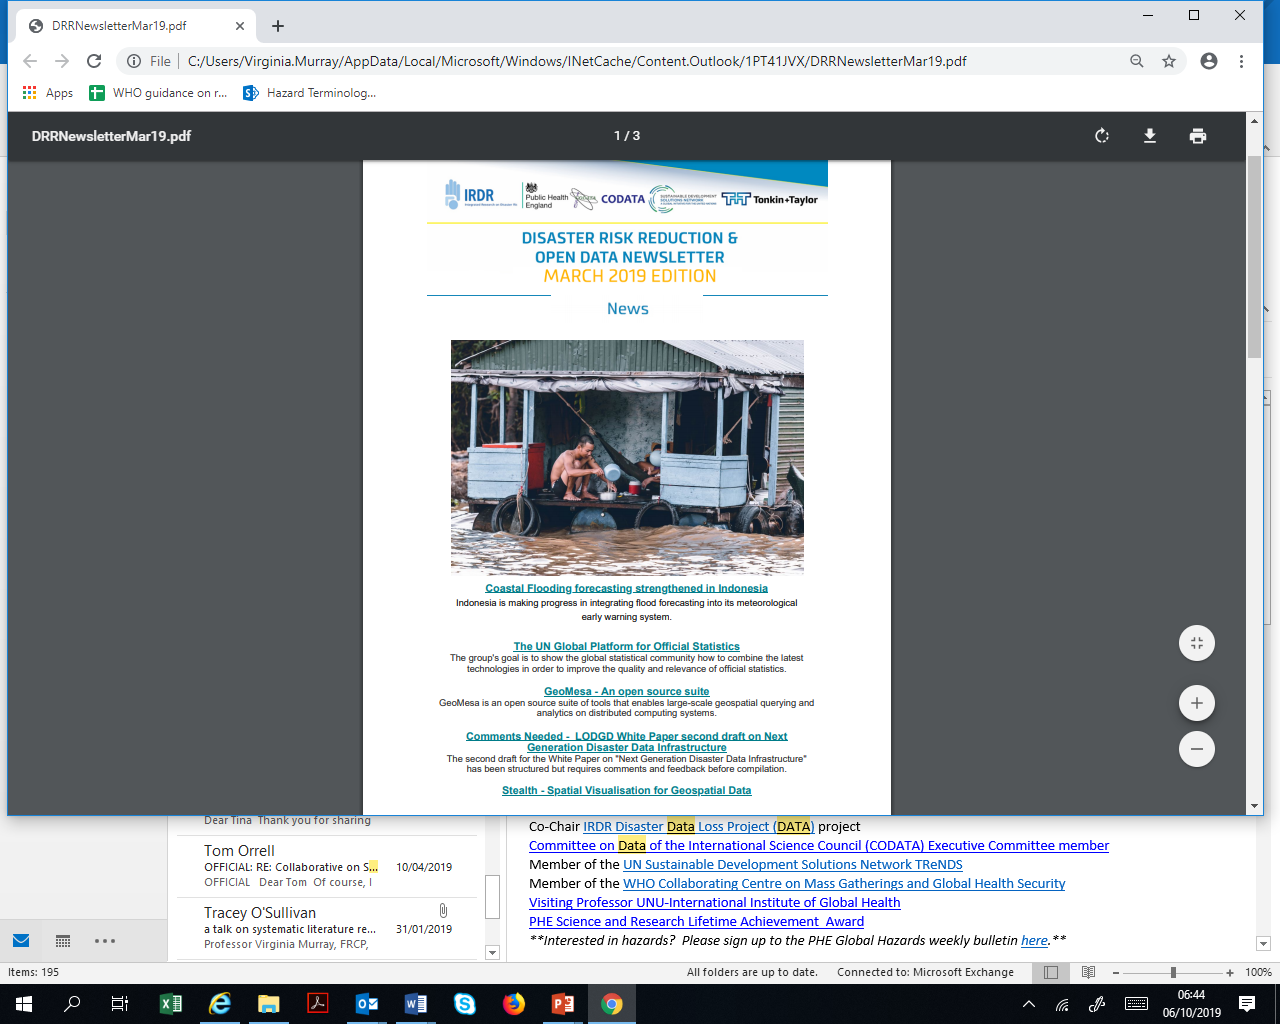 DRRNewsletterMar19.pdf
File
C:/Users/Virginia.Murray/AppData/Local/Microsoft/Windows/INetCache/Content.Outlook/1PT41JVX/DRRNewsletterMar19.pdf
Apps
WHO guidance on r...
Hazard Terminolog...
DRRNewsletterMar19.pdf
1 / 3
IRDR
Public Health
England
CODATA
SUSTAINABLE DEVELOPMENT
SOLUTIONS NETWORK
Tonkin+Taylor
DISASTER RISK REDUCTION &
OPEN DATA NEWSLETTER
MARCH 2019 EDITION
News
Coastal Flooding forecasting strengthened in Indonesia
Indonesia is making progress in integrating flood forecasting into its meteorological
early warning system.
The UN Global Platform for Official Statistics
The group's goal is to show the global statistical community how to combine the latest
technologies in order to improve the quality and relevance of official statistics.
GeoMesa - An open source suite
GeoMesa is an open source suite of tools that enables large-scale geospatial querying and
analytics on distributed computing systems.
Comments Needed - LODGD White Paper second draft on Next
Generation Disaster Data Infrastructure
The second draft for the White Paper on "Next Generation Disaster Data Infrastructure"
has been structured but requires comments and feedback before compilation.
Stealth - Spatial Visualisation for Geospatial Data
Dear Tina Thank you for sharing
Tom Orrell
OFFICIAL: RE: Collaborative on S... 10/04/2019
OFFICIAL Dear Tom Of course, I
Tracey O'Sullivan
a talk on systematic literature re... 31/01/2019
Professor Virginia Murray, FRCP,
Co-Chair IRDR Disaster Data Loss Project (DATA) project
Committee on Data of the International Science Council (CODATA) Executive Committee member
Member of the UN Sustainable Development Solutions Network TReNDS
Member of the WHO Collaborating Centre on Mass Gatherings and Global Health Security
Visiting Professor UNU-International Institute of Global Health
PHE Science and Research Lifetime Achievement Award
**Interested in hazards? Please sign up to the PHE Global Hazards weekly bulletin here.**
Items: 195
All folders are up to date.
Connected to: Microsoft Exchange
100%
06:44
06/10/2019